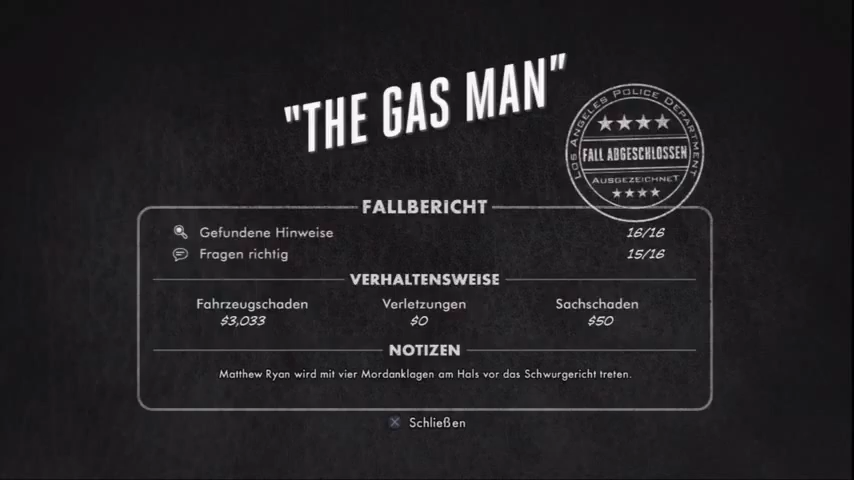 "THE GAS MAN"
LOS ANGELES POLICE DEPARTMENT
FALL ABGESCHLOSSEN
AUSGEZEICHNET
FALLBERICHT
Gefundene Hinweise 16/16
Fragen richtig 15/16
VERHALTENSWEISE
Fahrzeugschaden Verletzungen Sachschaden
$3,033 $0 $50
NOTIZEN
Matthew Ryan wird mit vier Mordanklagen am Hals vor das Schwurgericht treten.
Schließen